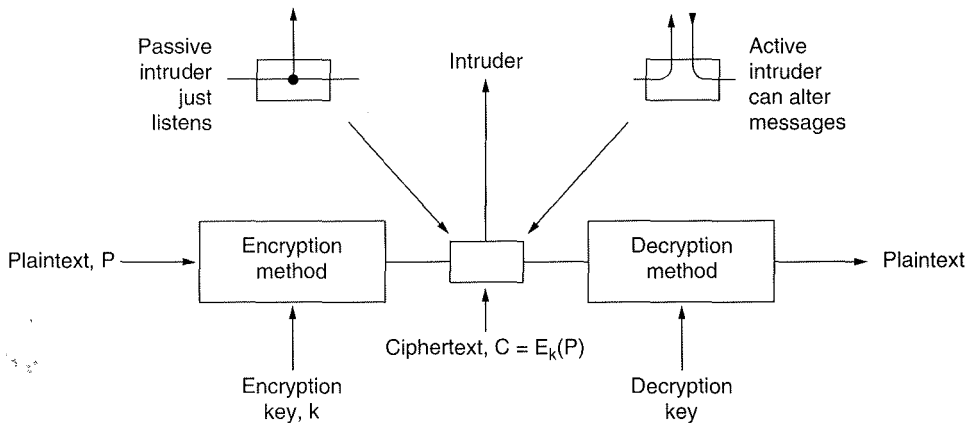 Passive
intruder
just
listens
Intruder
Active
intruder
can alter
messages
Plaintext, P
Encryption
method
Decryption
method
Plaintext
Ciphertext, C = Eₖ(P)
Encryption
key, k
Decryption
key